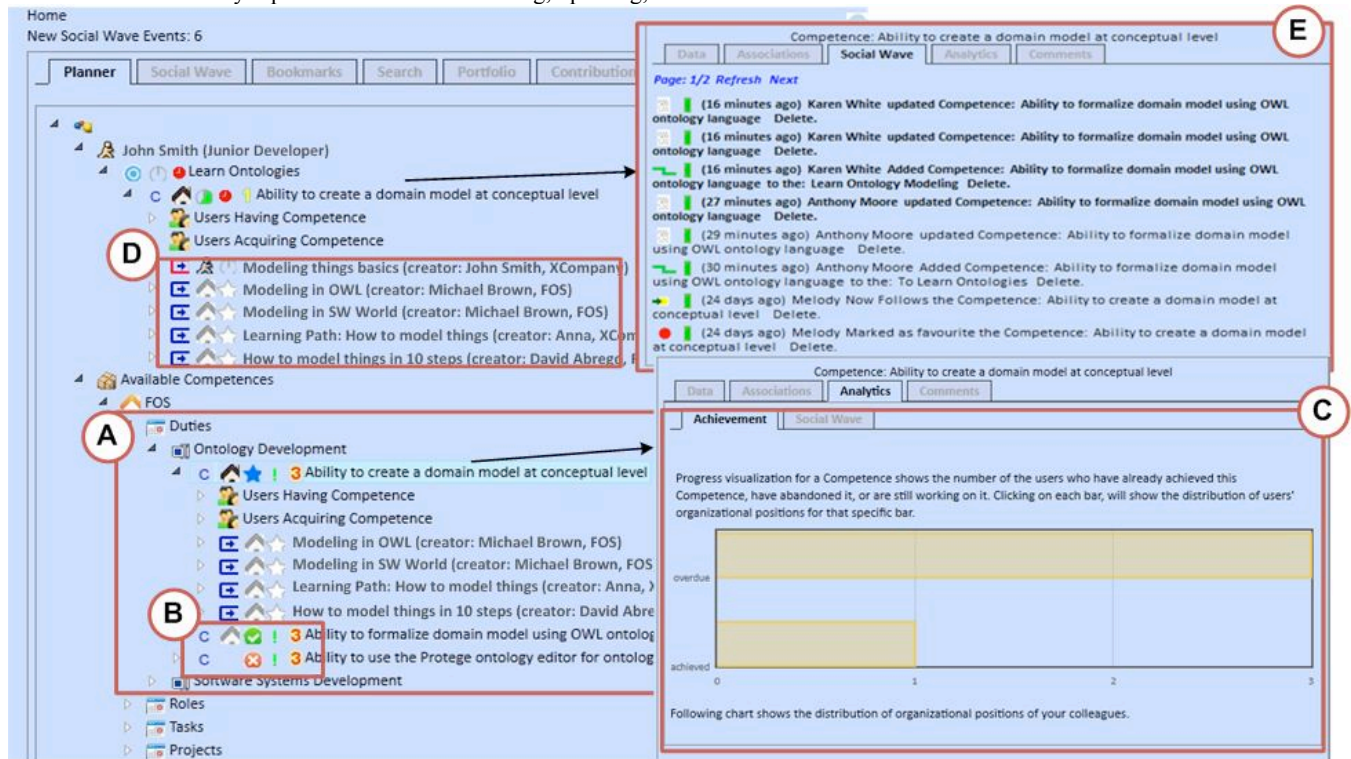 Home
New Social Wave Events: 6
Planner Social Wave Bookmarks Search Portfolio Contribution
John Smith (Junior Developer)
Learn Ontologies
C 1 Ability to create a domain model at conceptual level
Users Having Competence
Users Acquiring Competence
D
Modeling things basics (creator: John Smith, XCompany)
Modeling in OWL (creator: Michael Brown, FOS)
Modeling in SW World (creator: Michael Brown, FOS)
Learning Path: How to model things (creator: Anna, XCom
How to model things in 10 steps (creator: David Abrego, F
Available Competences
FOS
A
Duties
Ontology Development
C ! 3 Ability to create a domain model at conceptual level
Users Having Competence
Users Acquiring Competence
Modeling in OWL (creator: Michael Brown, FOS)
Modeling in SW World (creator: Michael Brown, FOS
Learning Path: How to model things (creator: Anna,
How to model things in 10 steps (creator: David Abre
B
C ! 3 Ability to formalize domain model using OWL ontolog
C ! 3 Ability to use the Protege ontology editor for ontolog
Software Systems Development
Roles
Tasks
Projects
E
Competence: Ability to create a domain model at conceptual level
Data Associations Social Wave Analytics Comments
Page: 1/2 Refresh Next
(16 minutes ago) Karen White updated Competence: Ability to formalize domain model using OWL
ontology language Delete.
(16 minutes ago) Karen White updated Competence: Ability to formalize domain model using OWL
ontology language Delete.
(16 minutes ago) Karen White Added Competence: Ability to formalize domain model using OWL
ontology language to the: Learn Ontology Modeling Delete.
(27 minutes ago) Anthony Moore updated Competence: Ability to formalize domain model using OWL
ontology language Delete.
(29 minutes ago) Anthony Moore updated Competence: Ability to formalize domain model
using OWL ontology language Delete.
(30 minutes ago) Anthony Moore Added Competence: Ability to formalize domain model
using OWL ontology language to the: To Learn Ontologies Delete.
(24 days ago) Melody Now Follows the Competence: Ability to create a domain model at
conceptual level Delete.
(24 days ago) Melody Marked as favourite the Competence: Ability to create a domain model
at conceptual level Delete.
Competence: Ability to create a domain model at conceptual level
Data Associations Analytics Comments
C
Achievement Social Wave
Progress visualization for a Competence shows the number of the users who have already achieved this
Competence, have abandoned it, or are still working on it. Clicking on each bar, will show the distribution of users'
organizational positions for that specific bar.
overdue
achieved
0 1 2 3
Following chart shows the distribution of organizational positions of your colleagues.